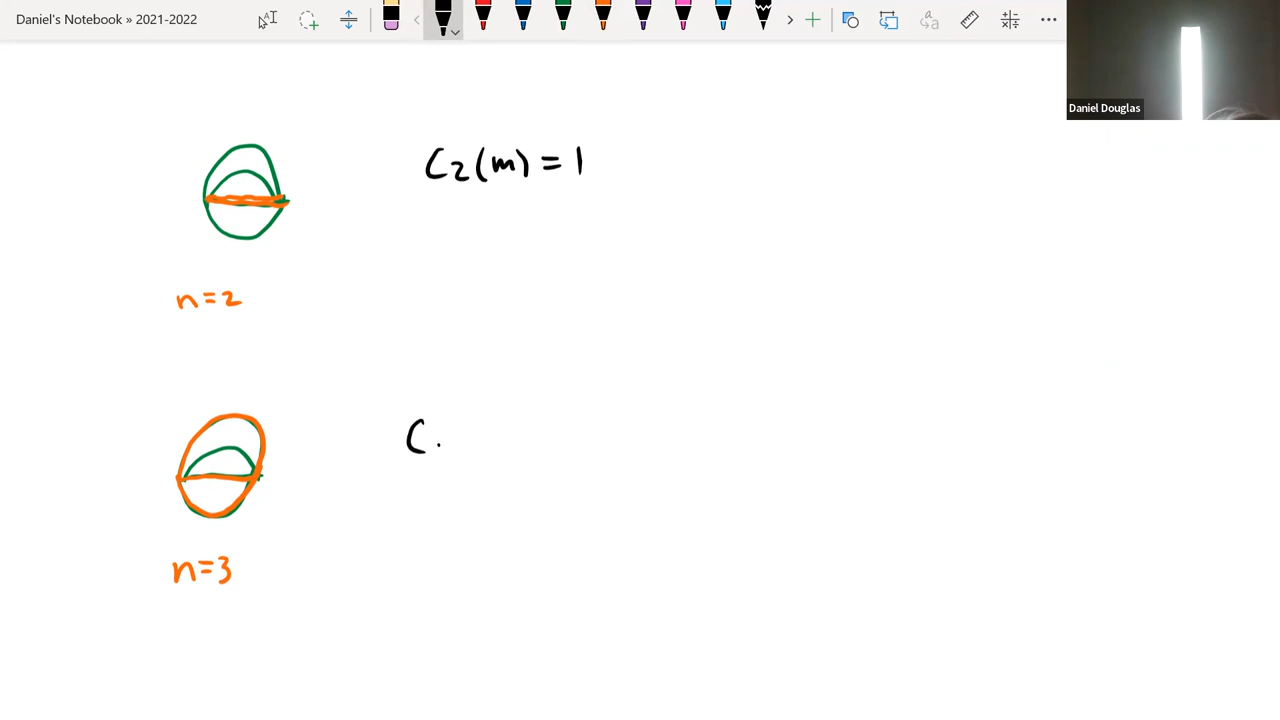 Daniel's Notebook » 2021-2022
Daniel Douglas
C2(m) = 1
n=2
C
n=3